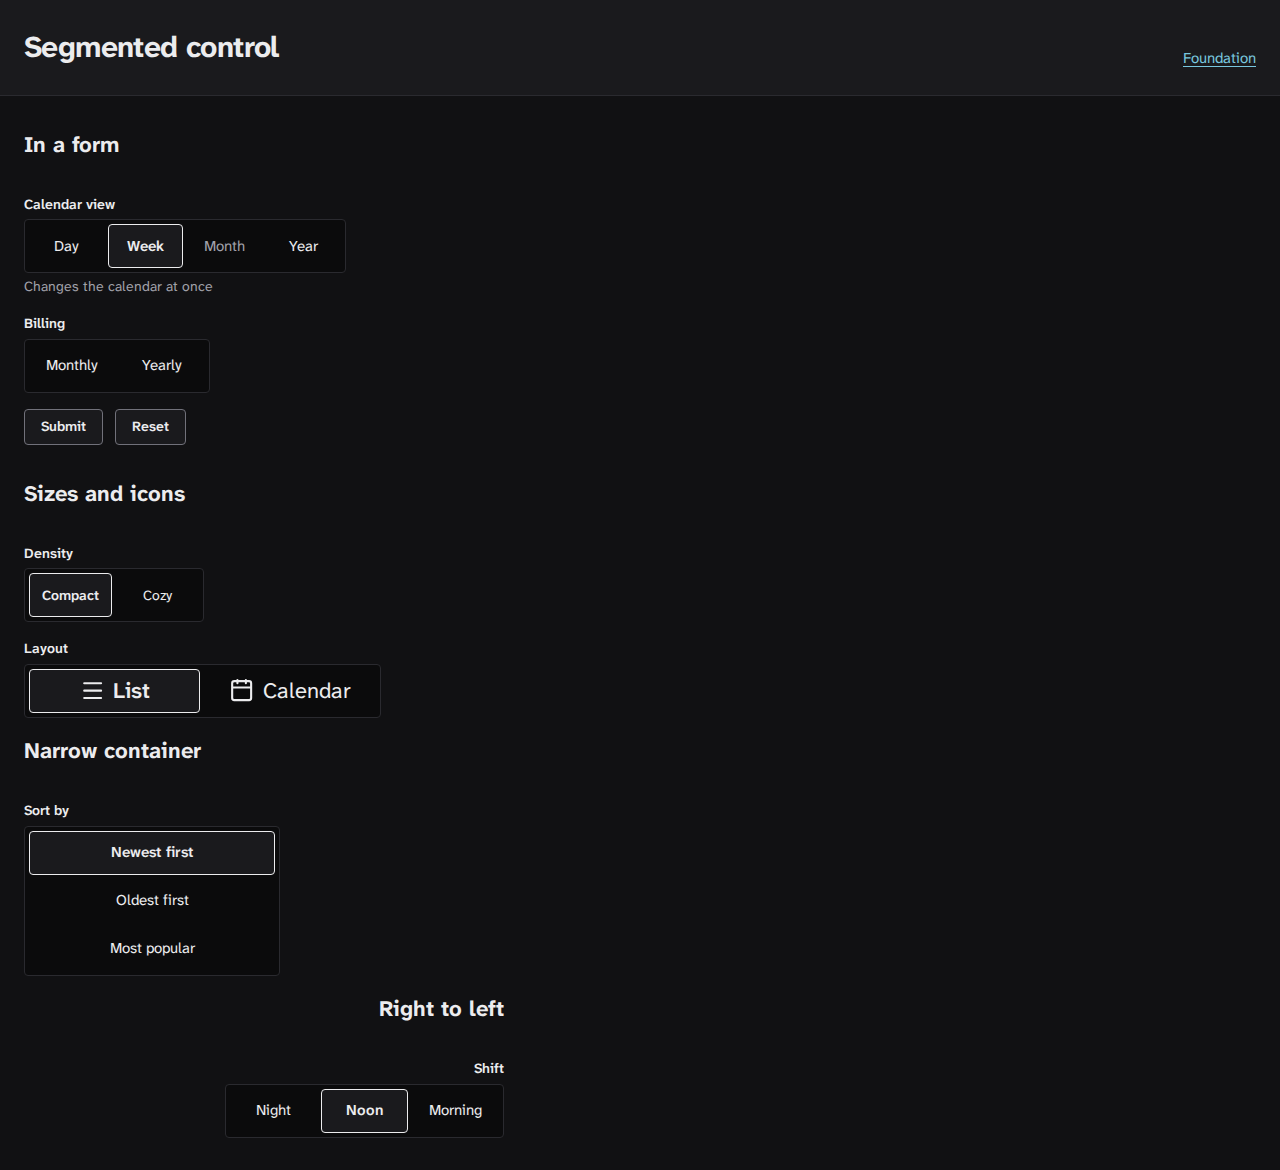 Segmented control
Foundation
In a form
Calendar view
Day Week Month Year
Changes the calendar at once
Billing
Monthly Yearly
Submit Reset
Sizes and icons
Density
Compact Cozy
Layout
List Calendar
Narrow container
Sort by
Newest first
Oldest first
Most popular
Right to left
Shift
Night Noon Morning